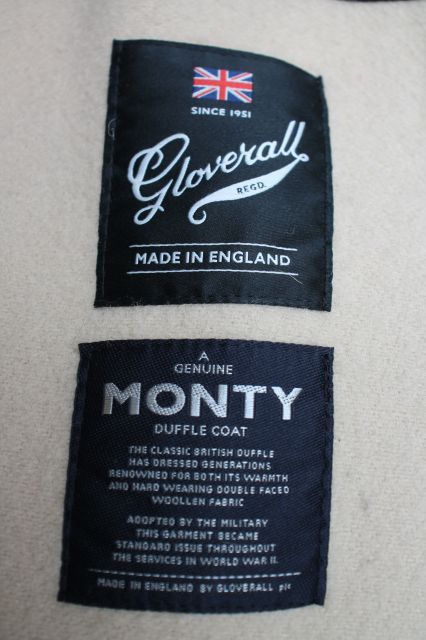 SINCE 1951
Gloverall
REGD.
MADE IN ENGLAND
A
GENUINE
MONTY
DUFFLE COAT
THE CLASSIC BRITISH DUFFLE
HAS DRESSED GENERATIONS
RENOWNED FOR BOTH ITS WARMTH
AND HARD WEARING DOUBLE FACED
WOOLLEN FABRIC
ADOPTED BY THE MILITARY
THIS GARMENT BECAME
STANDARD ISSUE THROUGHOUT
THE SERVICES IN WORLD WAR II.
MADE IN ENGLAND BY GLOVERALL plc